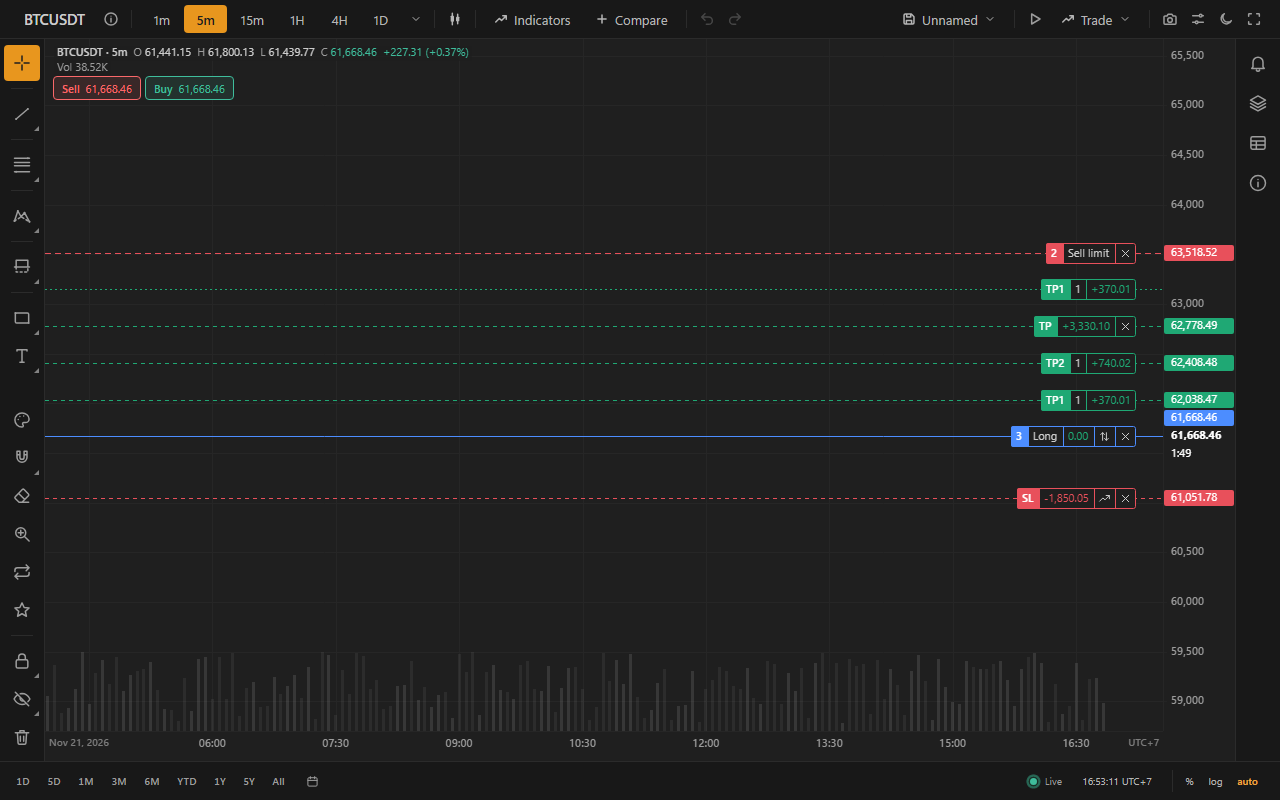 BTCUSDT 1m 5m 15m 1H 4H 1D Indicators Compare Unnamed Trade
BTCUSDT · 5m O 61,441.15 H 61,800.13 L 61,439.77 C 61,668.46 +227.31 (+0.37%)
Vol 38.52K
Sell 61,668.46 Buy 61,668.46
65,500
65,000
64,500
64,000
2 Sell limit 63,518.52
TP1 1 +370.01
63,000
TP +3,330.10 62,778.49
TP2 1 +740.02 62,408.48
TP1 1 +370.01 62,038.47
61,668.46
3 Long 0.00 61,668.46
1:49
SL -1,850.05 61,051.78
60,500
60,000
59,500
59,000
Nov 21, 2026 06:00 07:30 09:00 10:30 12:00 13:30 15:00 16:30 UTC+7
1D 5D 1M 3M 6M YTD 1Y 5Y All Live 16:53:11 UTC+7 % log auto